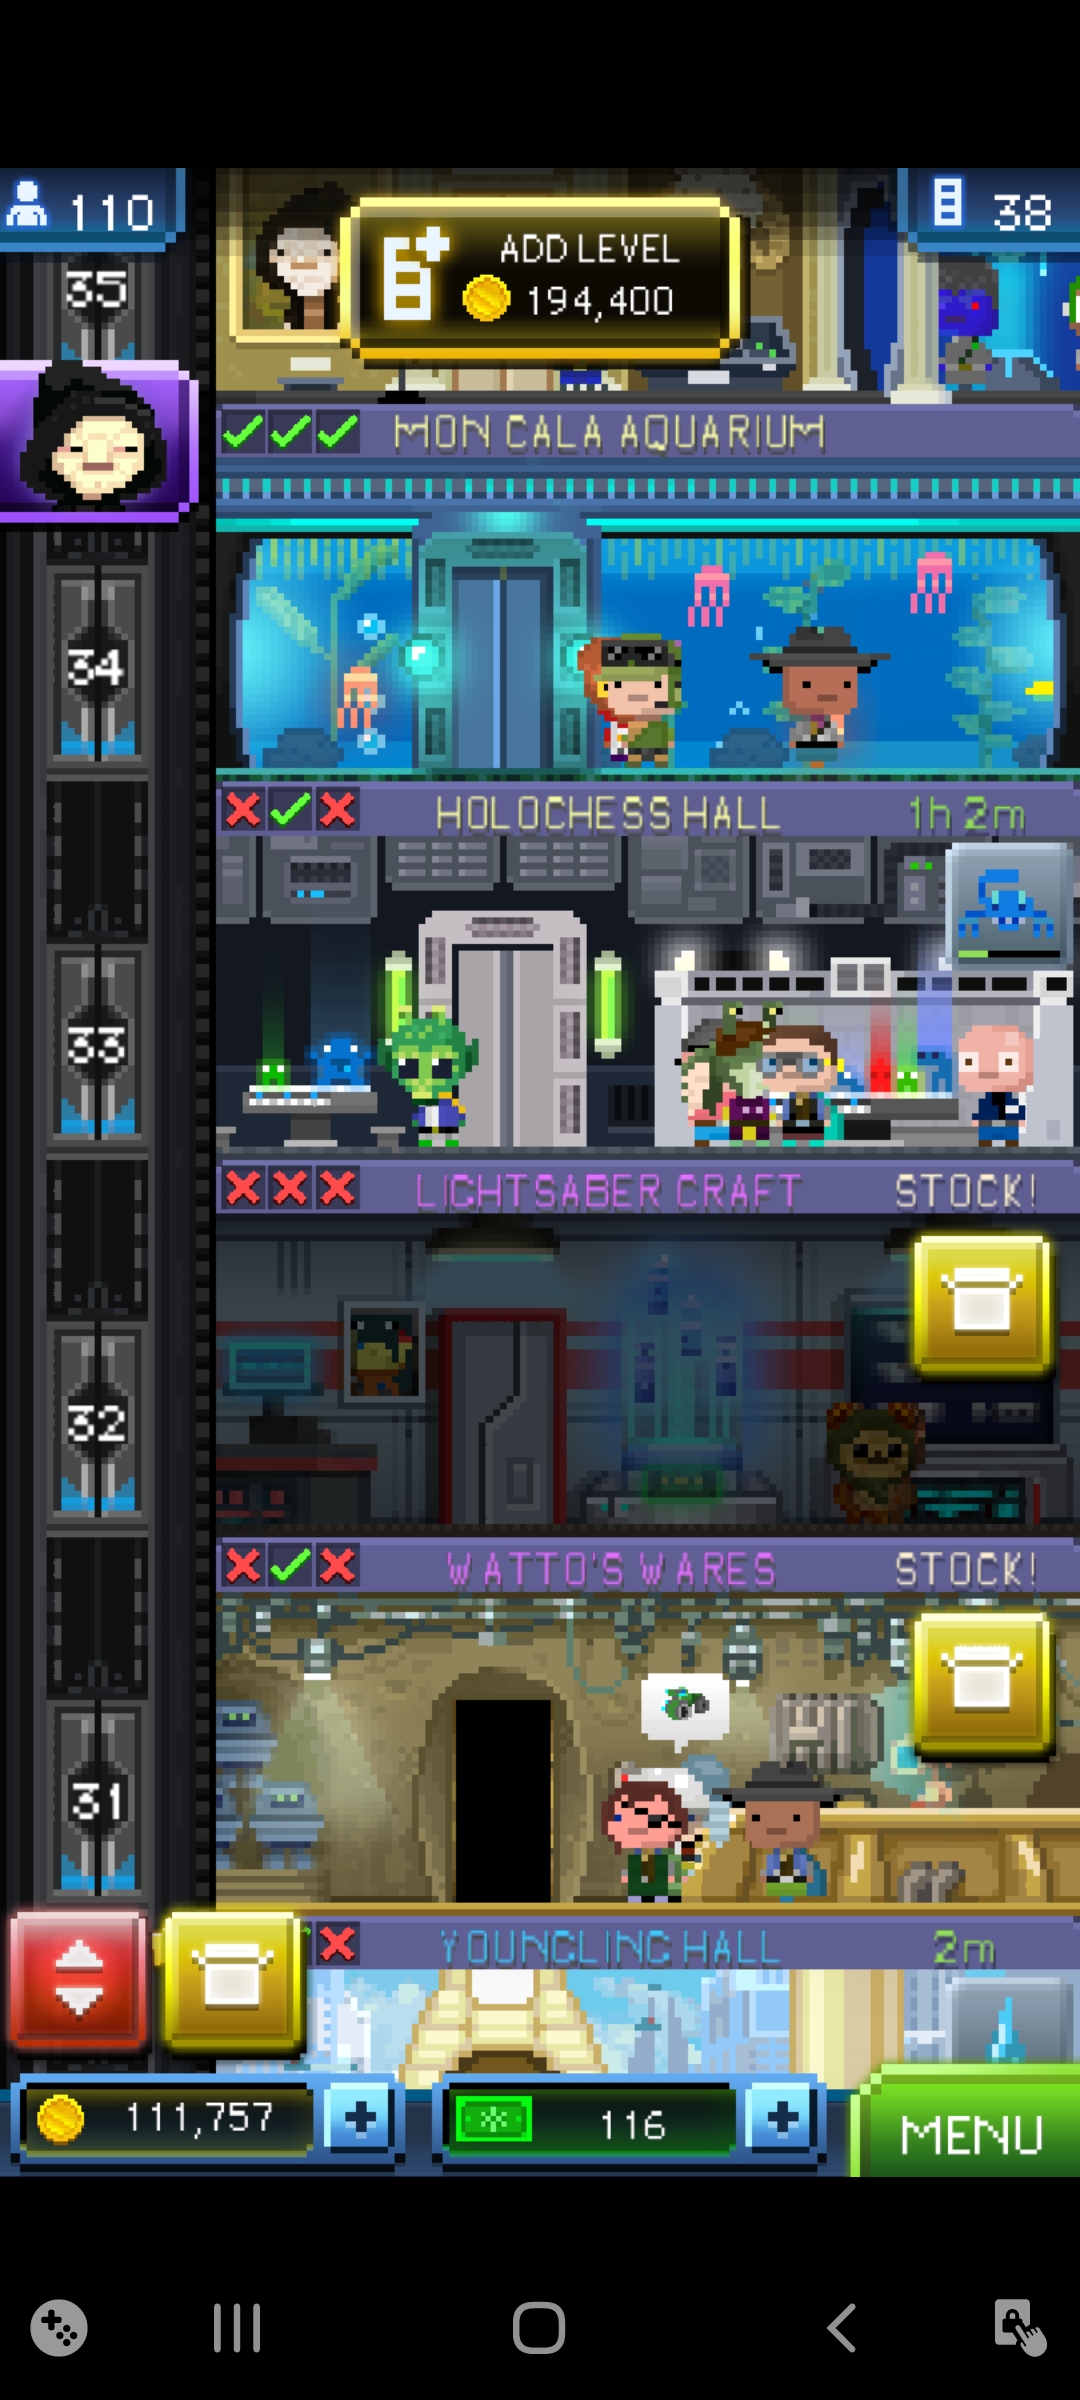 110
ADD LEVEL
194,400
38
35
MON CALA AQUARIUM
34
HOLOCHESS HALL 1h 2m
33
LIGHTSABER CRAFT STOCK!
32
WATTO'S WARES STOCK!
31
YOUNGLING HALL 2m
111,757
116
MENU